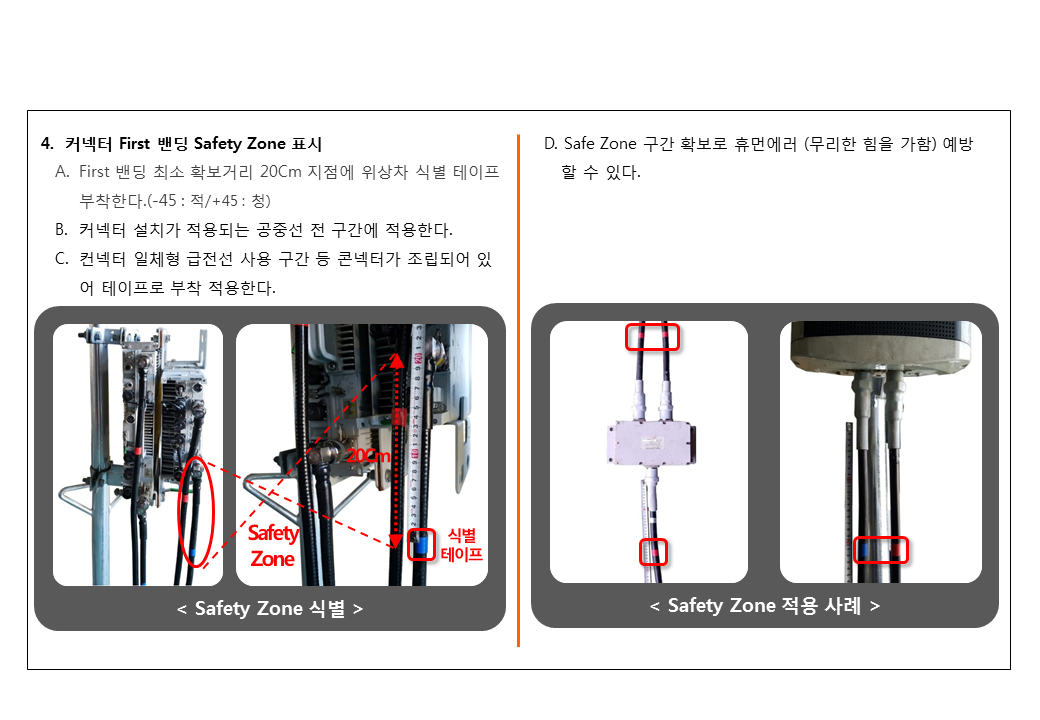 4. 커넥터 First 밴딩 Safety Zone 표시
A. First 밴딩 최소 확보거리 20Cm 지점에 위상차 식별 테이프
부착한다.(-45 : 적/+45 : 청)
B. 커넥터 설치가 적용되는 공중선 전 구간에 적용한다.
C. 컨넥터 일체형 급전선 사용 구간 등 콘넥터가 조립되어 있
어 테이프로 부착 적용한다.
20Cm
Safety
Zone
식별
테이프
< Safety Zone 식별 >
D. Safe Zone 구간 확보로 휴먼에러 (무리한 힘을 가함) 예방
할 수 있다.
< Safety Zone 적용 사례 >